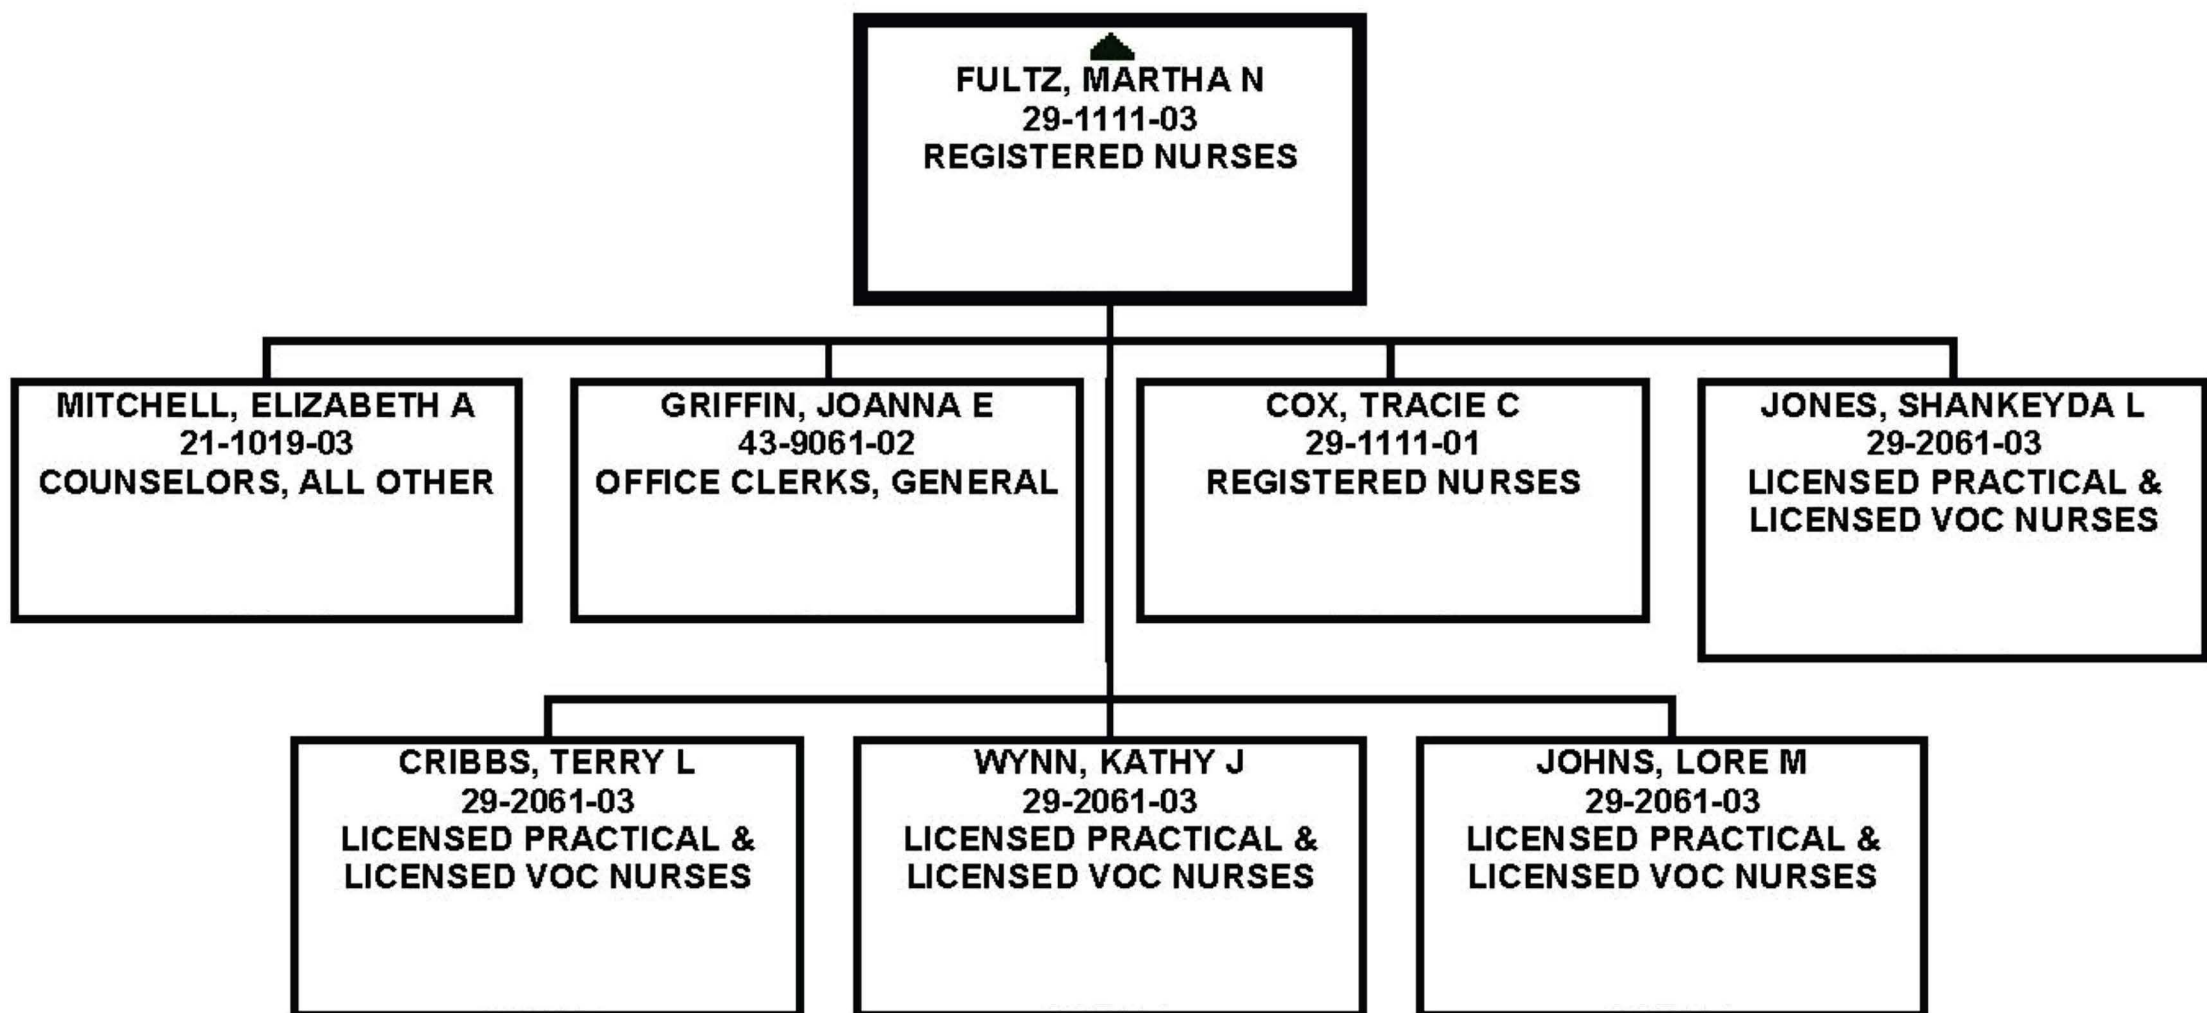 FULTZ, MARTHA N
29-1111-03
REGISTERED NURSES
MITCHELL, ELIZABETH A
21-1019-03
COUNSELORS, ALL OTHER
GRIFFIN, JOANNA E
43-9061-02
OFFICE CLERKS, GENERAL
COX, TRACIE C
29-1111-01
REGISTERED NURSES
JONES, SHANKEYDA L
29-2061-03
LICENSED PRACTICAL &
LICENSED VOC NURSES
CRIBBS, TERRY L
29-2061-03
LICENSED PRACTICAL &
LICENSED VOC NURSES
WYNN, KATHY J
29-2061-03
LICENSED PRACTICAL &
LICENSED VOC NURSES
JOHNS, LORE M
29-2061-03
LICENSED PRACTICAL &
LICENSED VOC NURSES